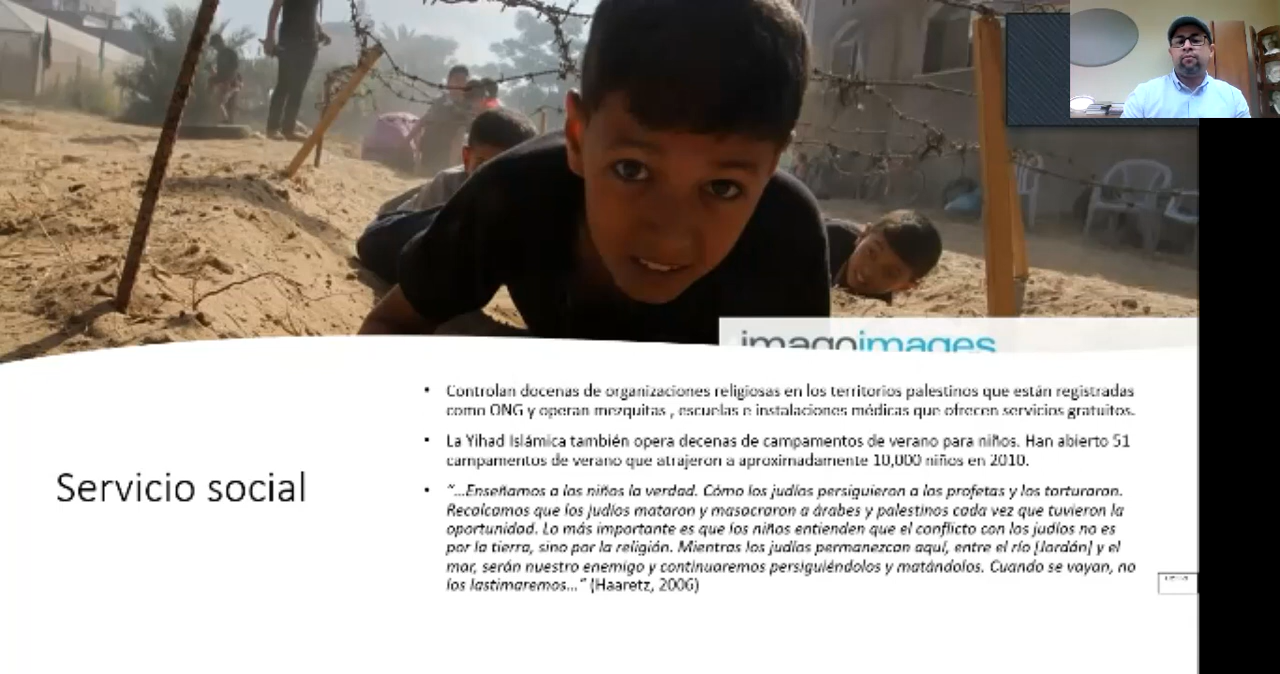 imagoimages
Controlan docenas de organizaciones religiosas en los territorios palestinos que están registradas
como ONG y operan mezquitas , escuelas e instalaciones médicas que ofrecen servicios gratuitos.
La Yihad Islámica también opera decenas de campamentos de verano para niños. Han abierto 51
campamentos de verano que atrajeron a aproximadamente 10,000 niños en 2010.
Servicio social
"...Enseñamos a los niños la verdad. Cómo los judíos persiguieron a los profetas y los torturaron.
Recalcamos que los judíos mataron y masacraron a árabes y palestinos cada vez que tuvieron la
oportunidad. Lo más importante es que los niños entienden que el conflicto con los judíos no es
por la tierra, sino por la religión. Mientras los judíos permanezcan aquí, entre el río [Jordán] y el
mar, serán nuestro enemigo y continuaremos persiguiéndolos y matándolos. Cuando se vayan, no
los lastimaremos..." (Haaretz, 2006)